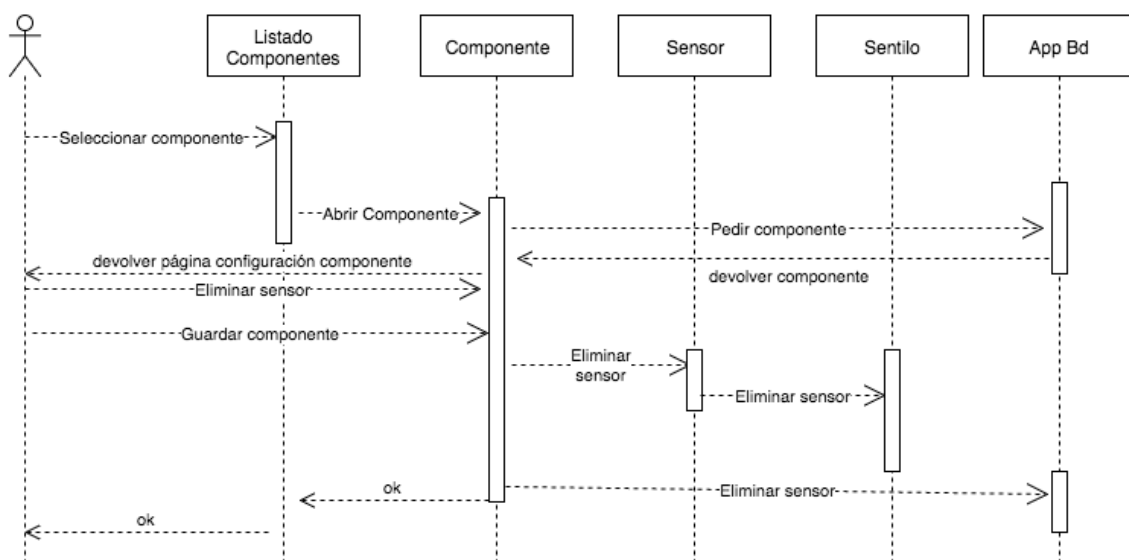 Listado
Componentes
Componente
Sensor
Sentilo
App Bd
Seleccionar componente
Abrir Componente
Pedir componente
devolver página configuración componente
devolver componente
Eliminar sensor
Guardar componente
Eliminar
sensor
Eliminar sensor
Eliminar sensor
ok
ok